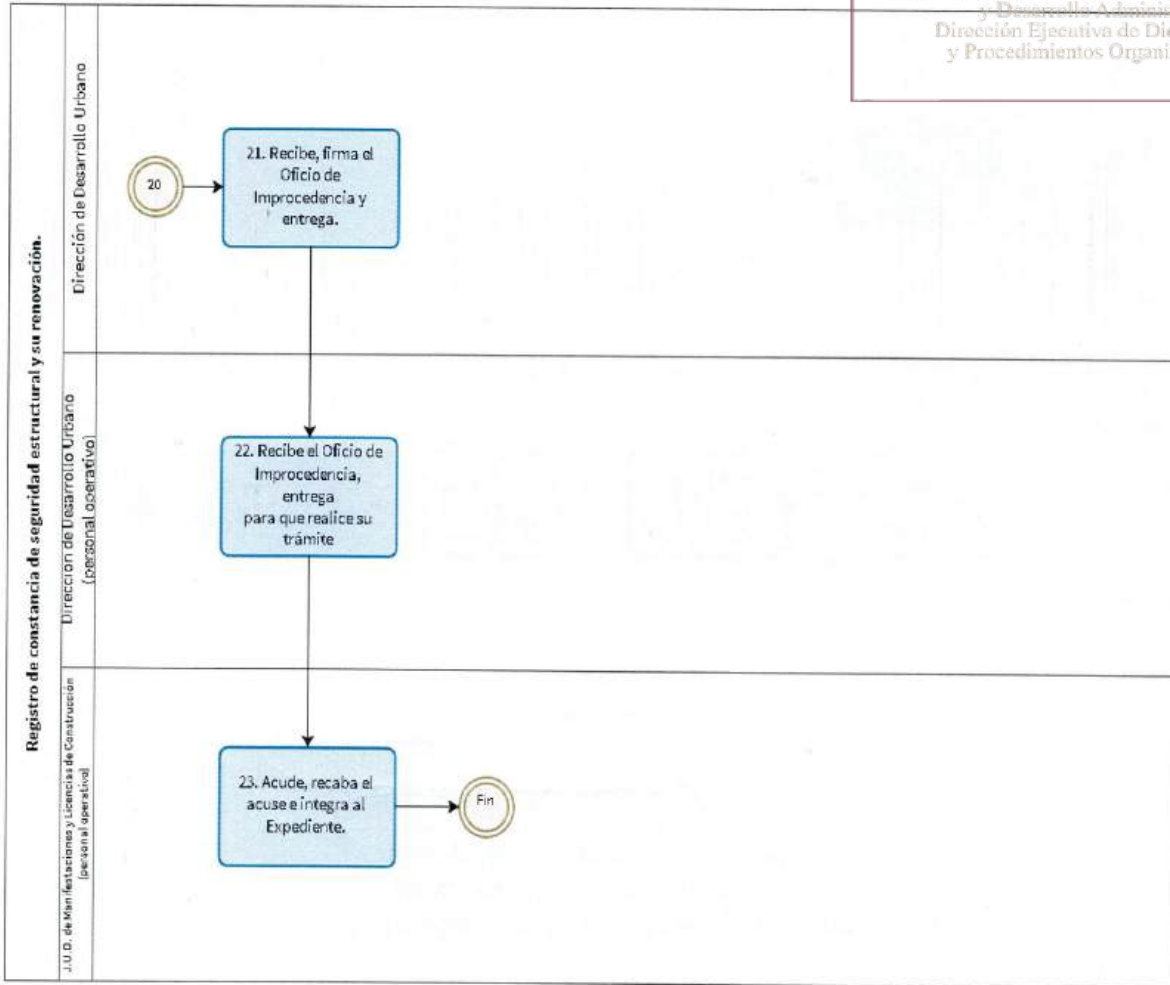 y Desarrollo Adminis
Dirección Ejecutiva de Di
y Procedimientos Organi
Registro de constancia de seguridad estructural y su renovación.
Dirección de Desarrollo Urbano
20
21. Recibe, firma el
Oficio de
Improcedencia y
entrega.
Direccion de Desarrollo Urbano
(personal operativo)
22. Recibe el Oficio de
Improcedencia,
entrega
para que realice su
trámite
J.U.D. de Manifestaciones y Licencias de Construcción
(personal operativo)
23. Acude, recaba el
acuse e integra al
Expediente.
Fin